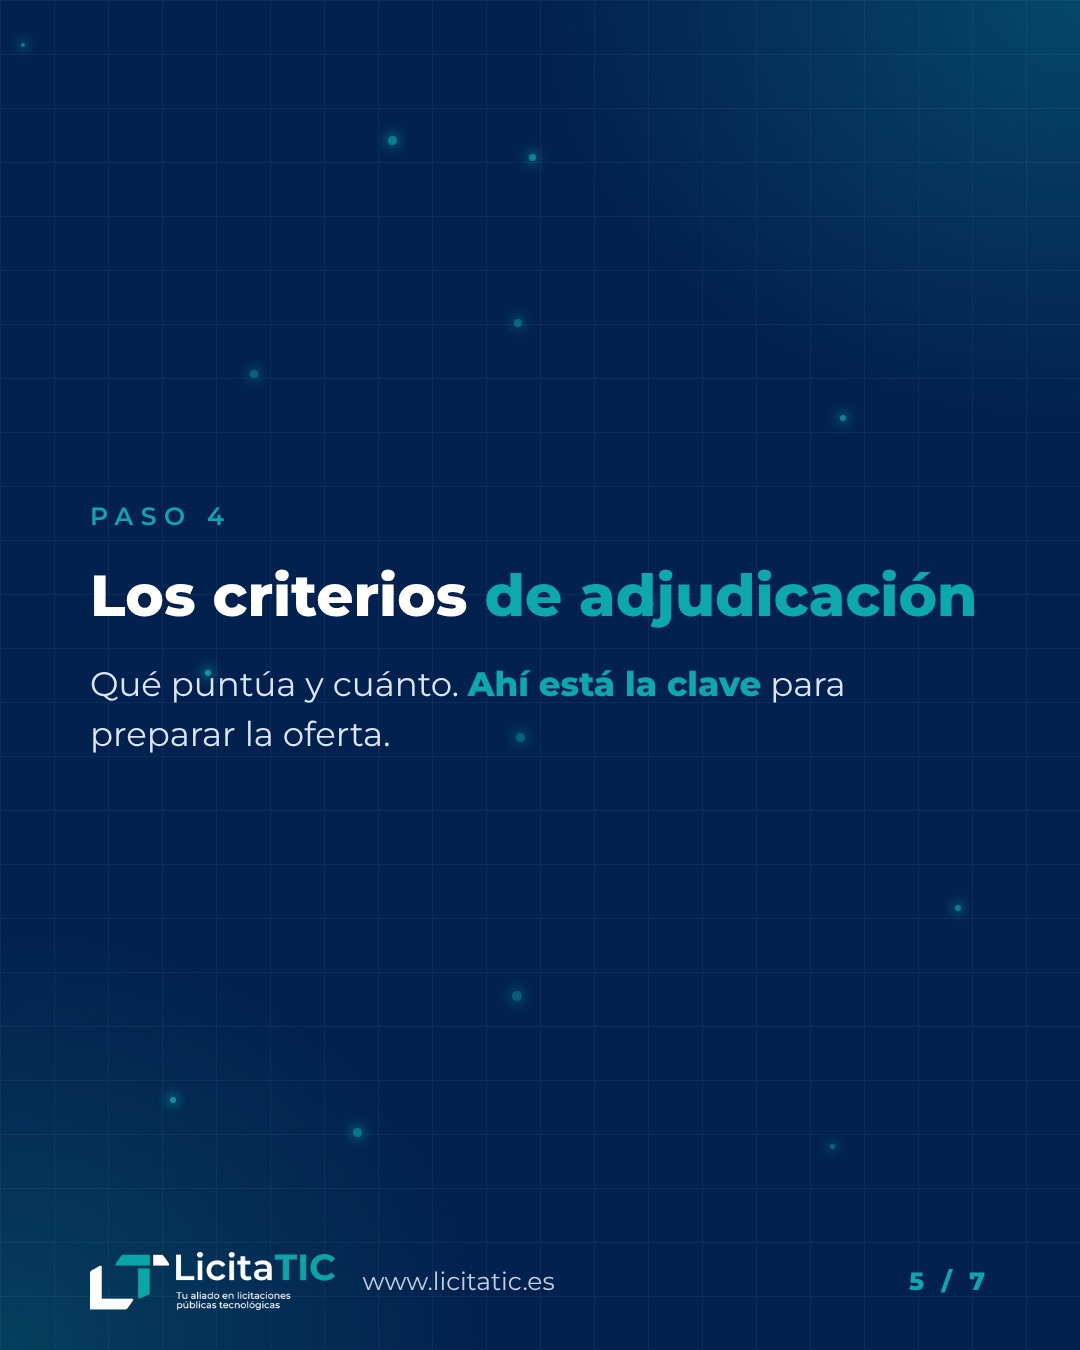 PASO 4
Los criterios de adjudicación
Qué puntúa y cuánto. Ahí está la clave para
preparar la oferta.
LicitaTIC
Tu aliado en licitaciones
públicas tecnológicas
www.licitatic.es
5 / 7